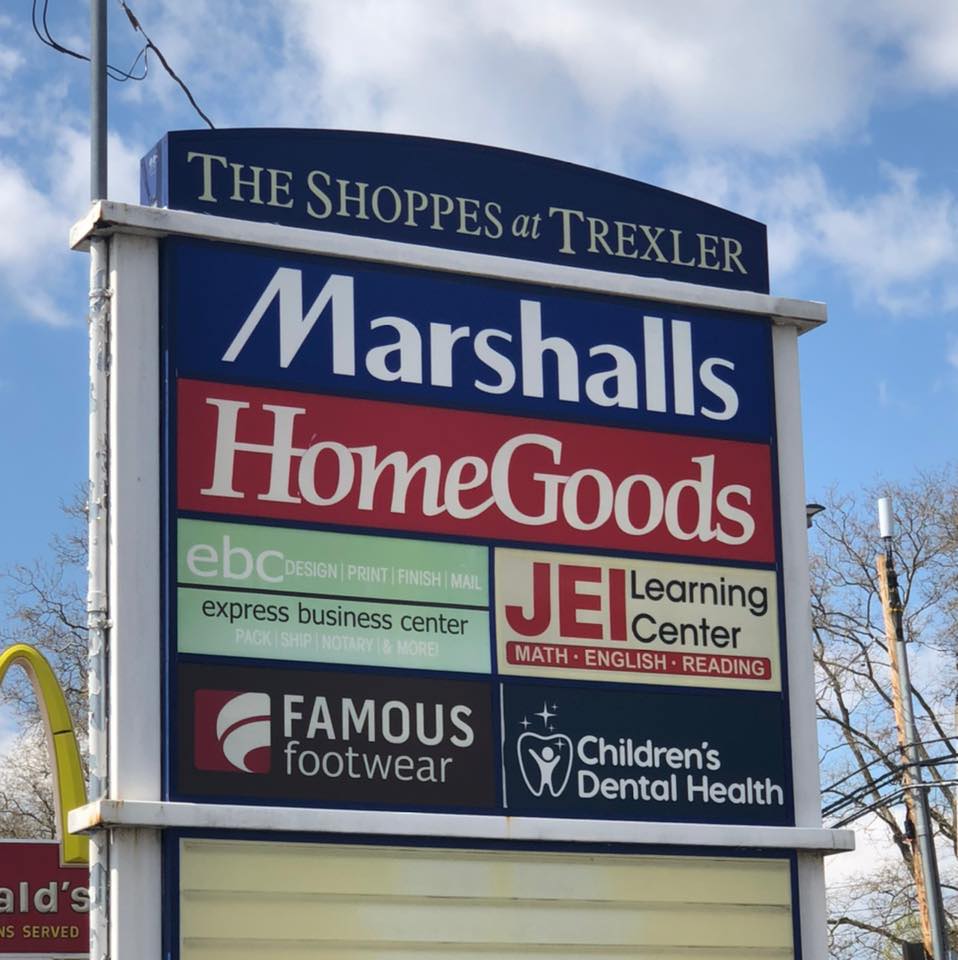 THE SHOPPES at TREXLER
Marshalls
HomeGoods
ebc DESIGN | PRINT | FINISH | MAIL
express business center
PACK | SHIP | NOTARY | & MORE!
JEI Learning
Center
MATH · ENGLISH · READING
FAMOUS
footwear
Children's
Dental Health
ald's
NS SERVED